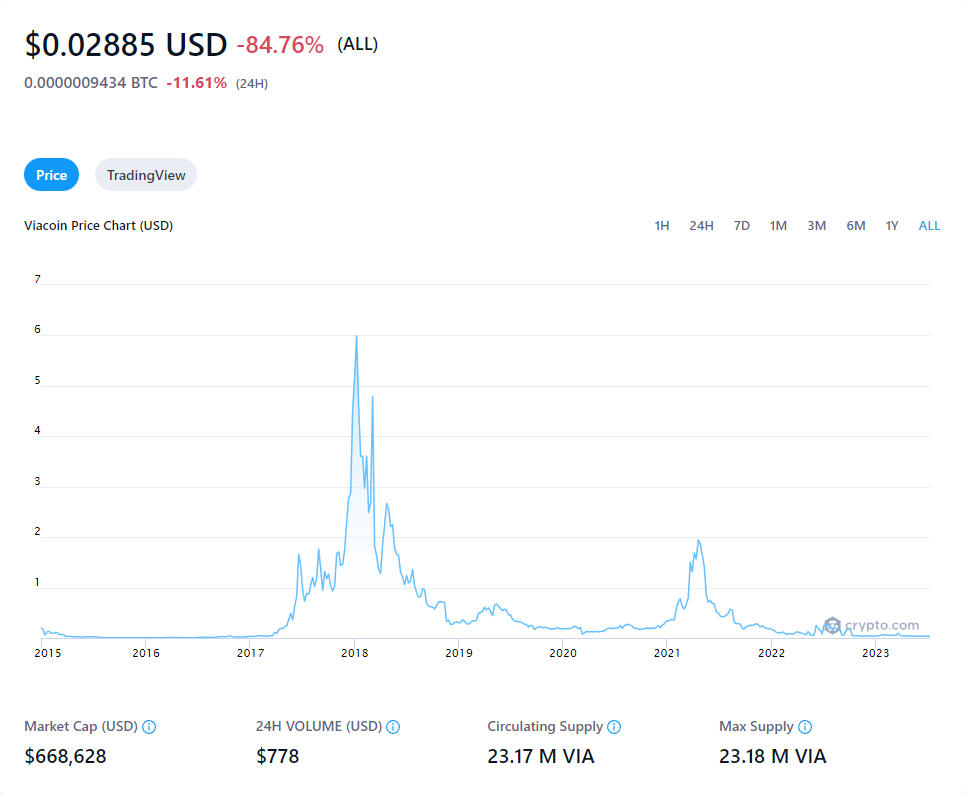 $0.02885 USD -84.76% (ALL)
0.0000009434 BTC -11.61% (24H)
Price TradingView
Viacoin Price Chart (USD) 1H 24H 7D 1M 3M 6M 1Y ALL
7
6
5
4
3
2
1
crypto.com
2015 2016 2017 2018 2019 2020 2021 2022 2023
Market Cap (USD) 24H VOLUME (USD) Circulating Supply Max Supply
$668,628 $778 23.17 M VIA 23.18 M VIA